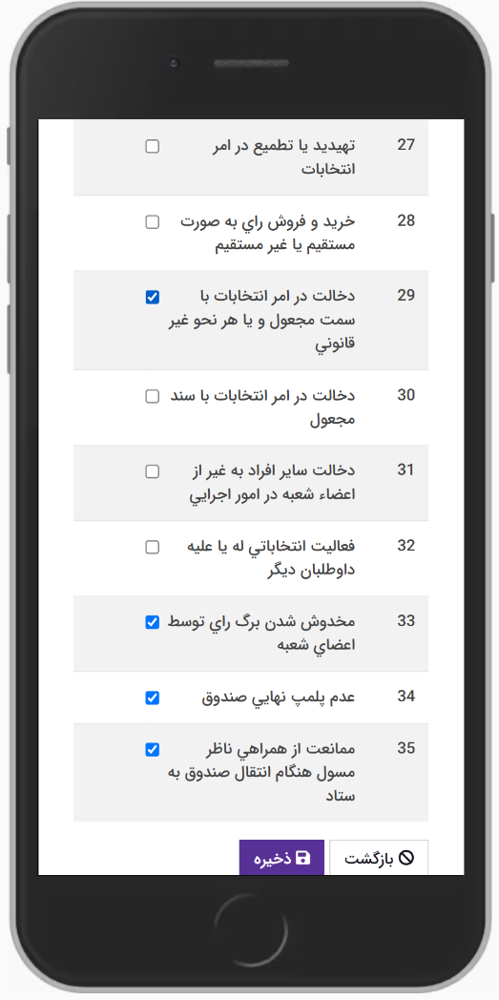 27 تهيديد يا تطميع در امر
انتخابات
28 خريد و فروش راي به صورت
مستقيم يا غير مستقيم
29 دخالت در امر انتخابات با
سمت مجعول و يا هر نحو غير
قانوني
30 دخالت در امر انتخابات با سند
مجعول
31 دخالت ساير افراد به غير از
اعضاء شعبه در امور اجرايي
32 فعاليت انتخاباتي له يا عليه
داوطلبان ديگر
33 مخدوش شدن برگ راي توسط
اعضاي شعبه
34 عدم پلمپ نهايي صندوق
35 ممانعت از همراهي ناظر
مسول هنگام انتقال صندوق به
ستاد
بازگشت ذخیره